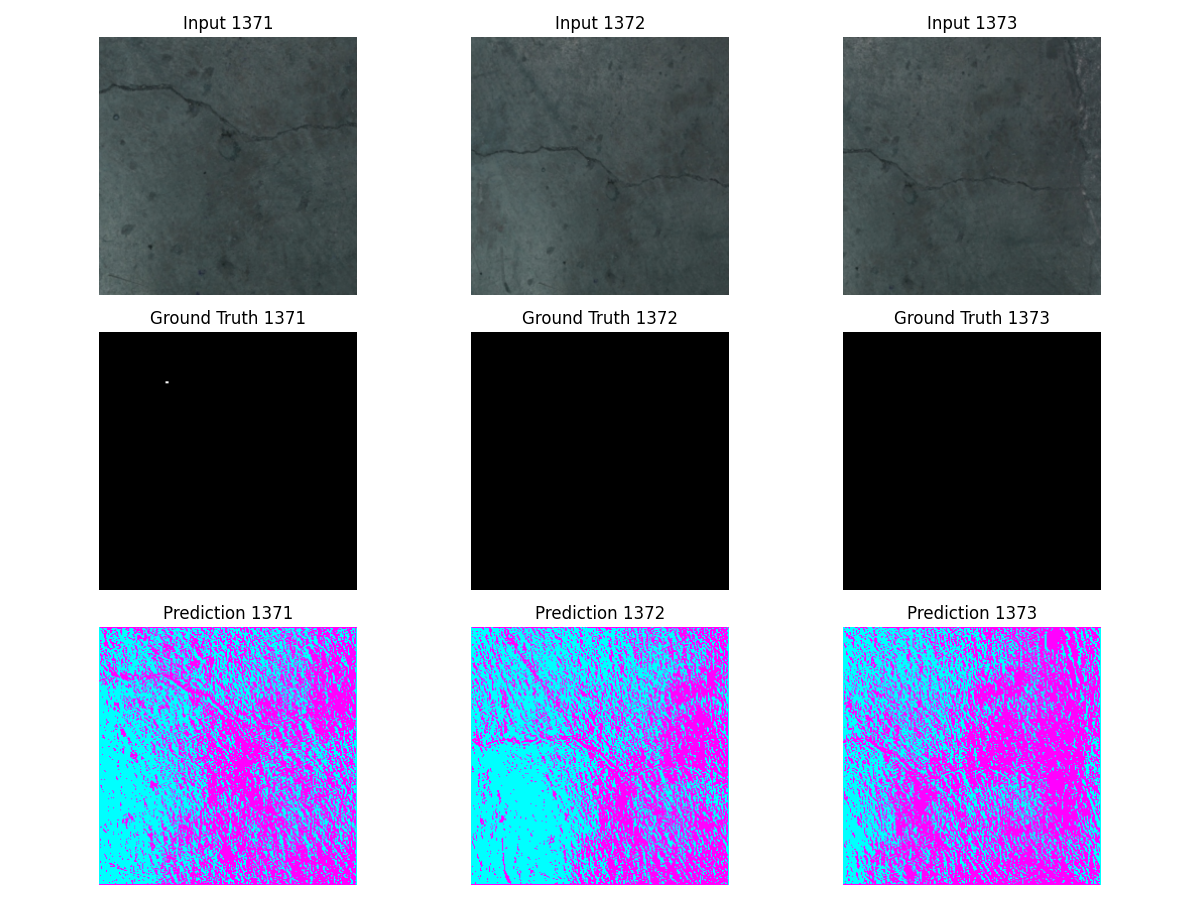 Input 1371
Input 1372
Input 1373
Ground Truth 1371
Ground Truth 1372
Ground Truth 1373
Prediction 1371
Prediction 1372
Prediction 1373